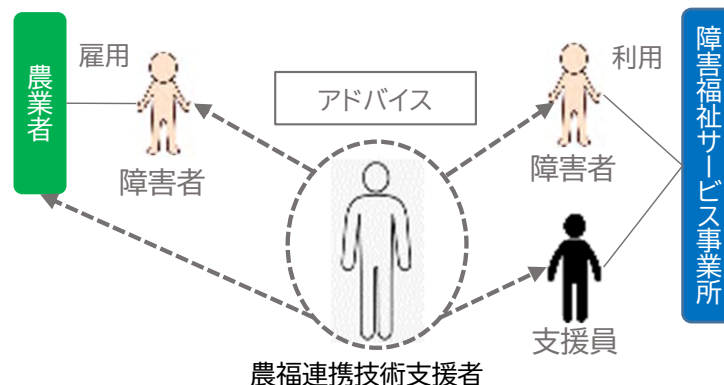 農業者
雇用
障害者
アドバイス
利用
障害者
障害福祉サービス事業所
支援員
農福連携技術支援者